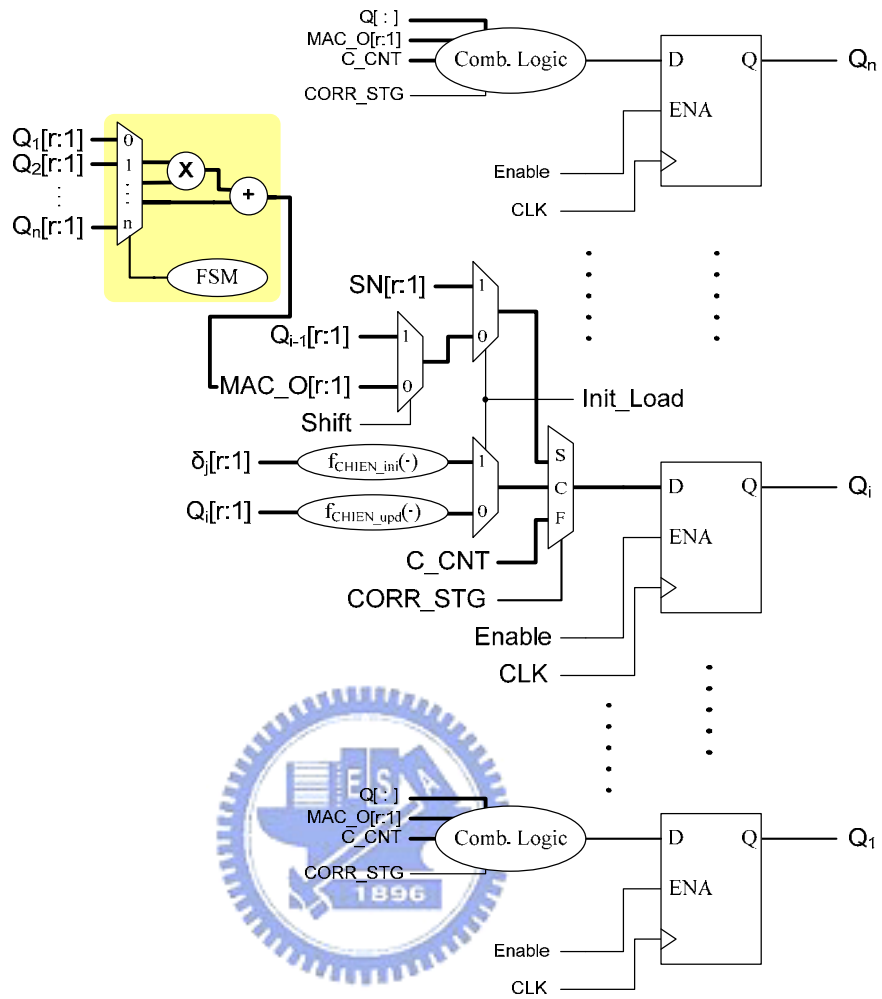 Q[ : ]
MAC_O[r:1]
C_CNT
CORR_STG
Comb. Logic
D Q
ENA
Qn
Enable
CLK
Q1[r:1]
Q2[r:1]
Qn[r:1]
0
1
n
X
+
FSM
SN[r:1]
1
0
Qi-1[r:1]
1
MAC_O[r:1]
0
Shift
Init_Load
δj[r:1]
fCHIEN_ini(·)
1
Qi[r:1]
fCHIEN_upd(·)
0
S
C
F
C_CNT
CORR_STG
D Q
ENA
Qi
Enable
CLK
E S A
1896
Q[ : ]
MAC_O[r:1]
C_CNT
CORR_STG
Comb. Logic
D Q
ENA
Q1
Enable
CLK